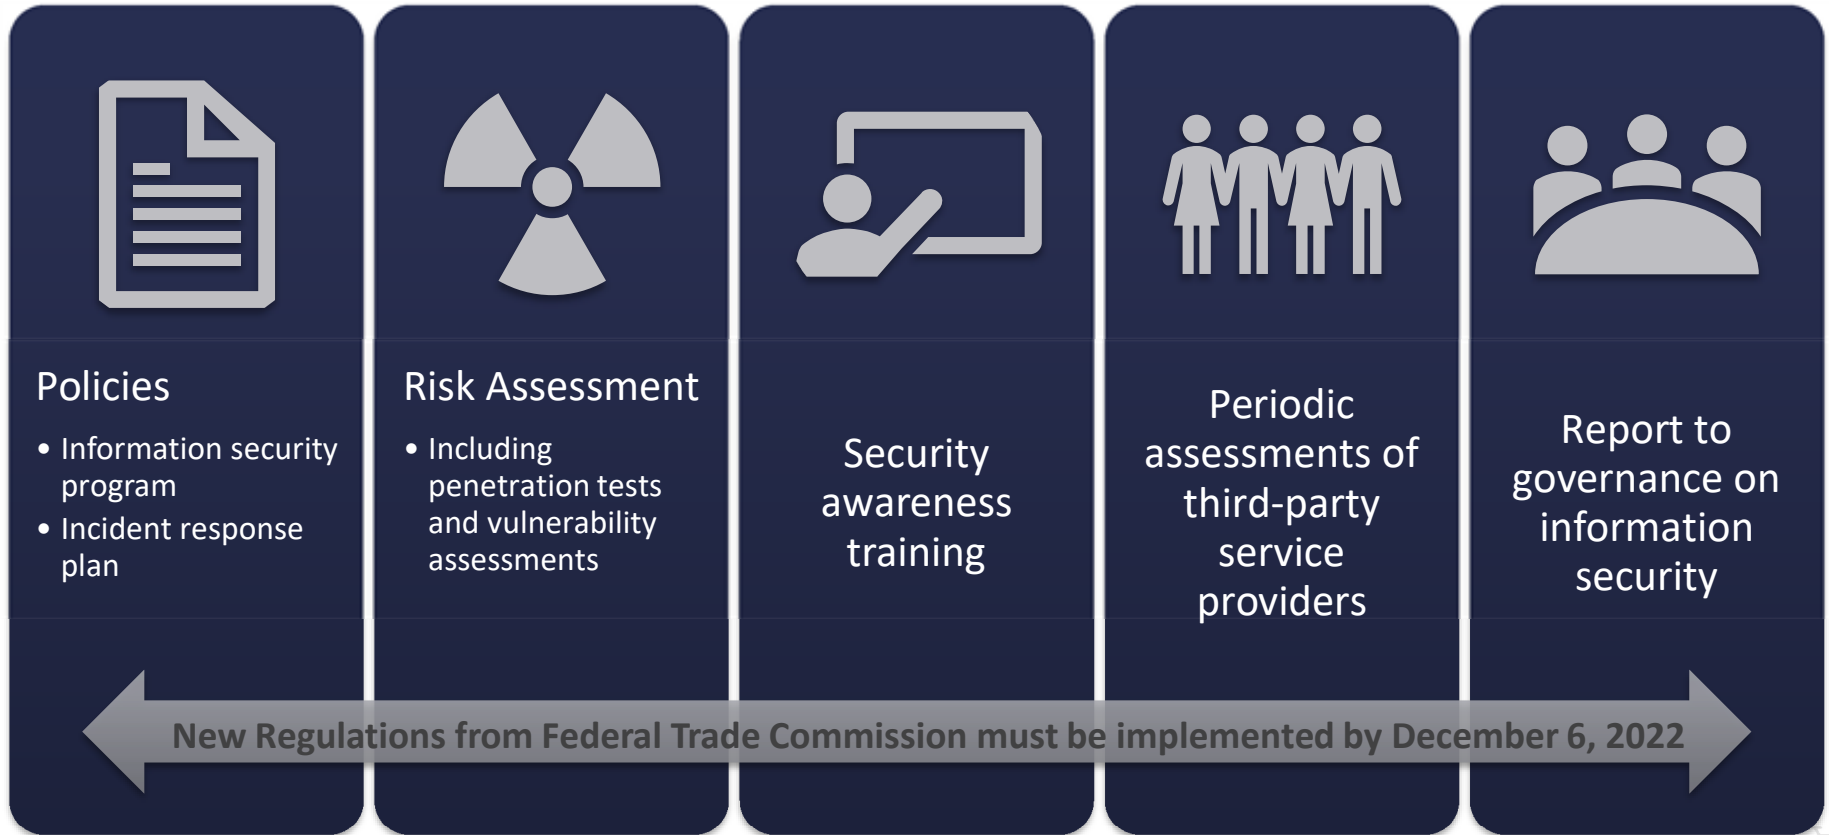 Policies
• Information security
program
• Incident response
plan
Risk Assessment
• Including
penetration tests
and vulnerability
assessments
Security
awareness
training
Periodic
assessments of
third-party
service
providers
Report to
governance on
information
security
New Regulations from Federal Trade Commission must be implemented by December 6, 2022